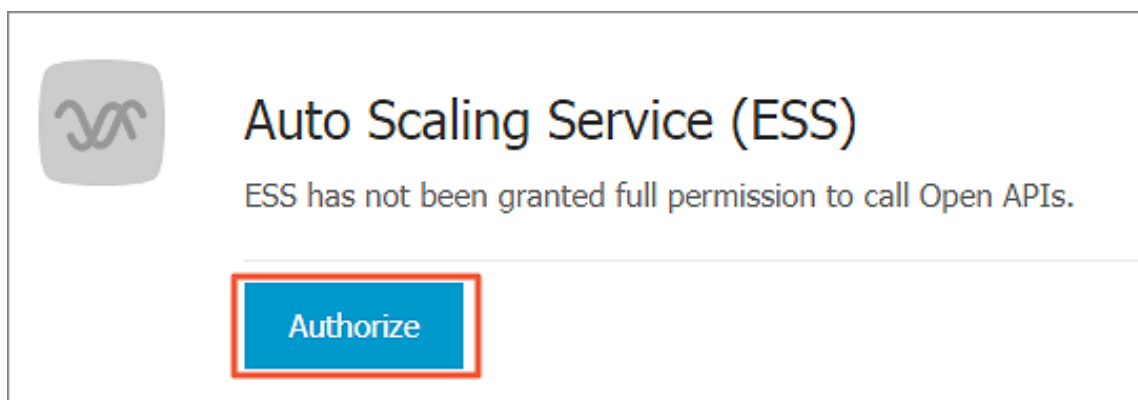 Auto Scaling Service (ESS)
ESS has not been granted full permission to call Open APIs.
Authorize